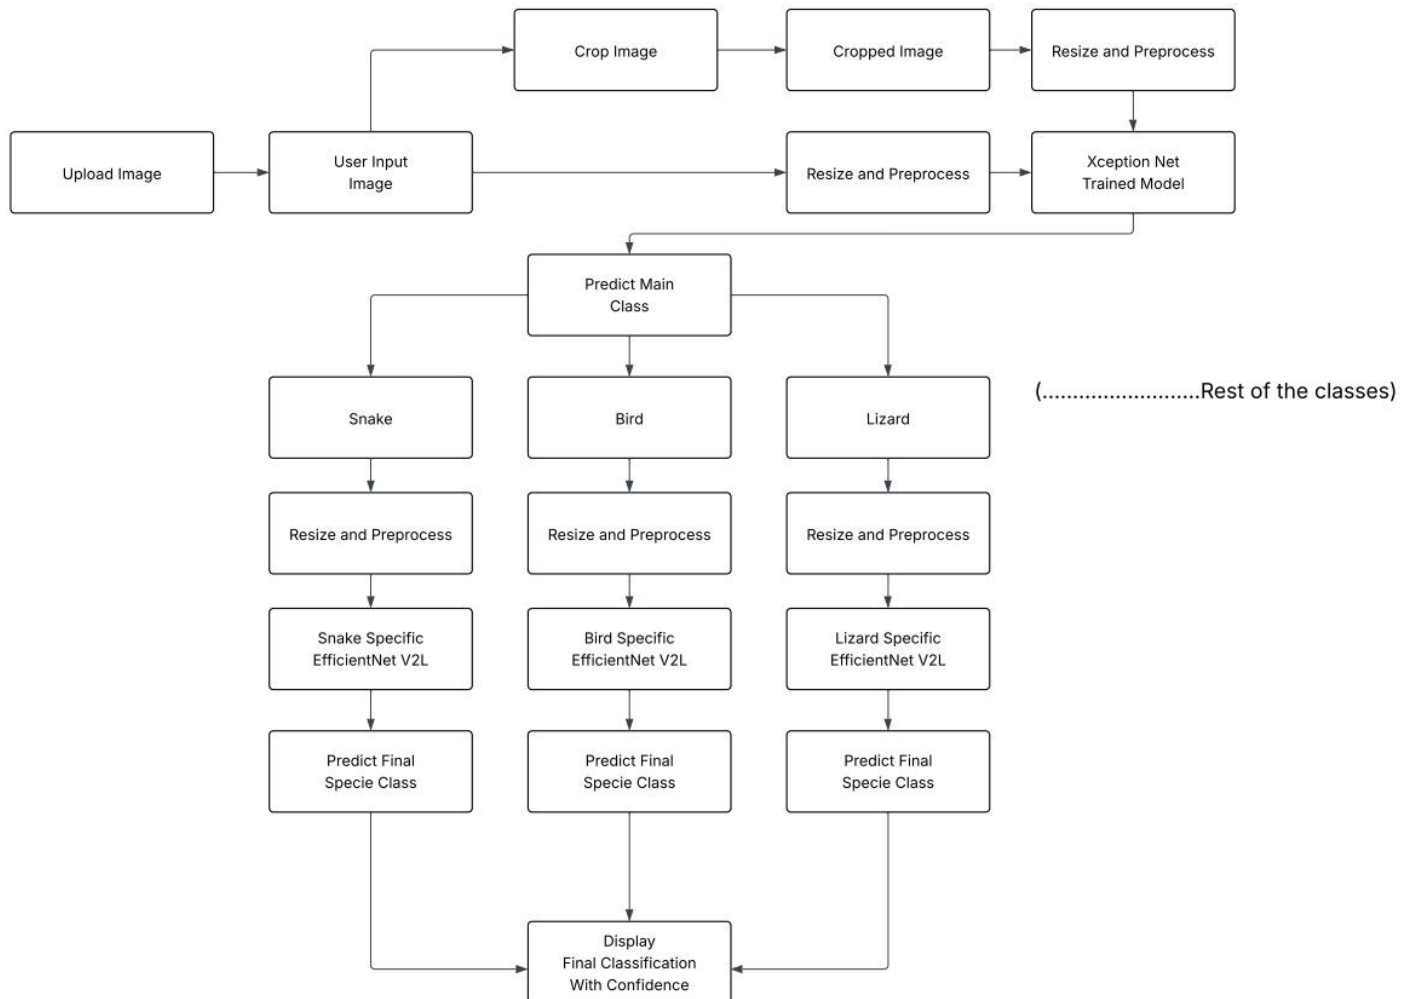 Crop Image
Cropped Image
Resize and Preprocess
Upload Image
User Input
Image
Resize and Preprocess
Xception Net
Trained Model
Predict Main
Class
Snake
Bird
Lizard
(..........................Rest of the classes)
Resize and Preprocess
Resize and Preprocess
Resize and Preprocess
Snake Specific
EfficientNet V2L
Bird Specific
EfficientNet V2L
Lizard Specific
EfficientNet V2L
Predict Final
Specie Class
Predict Final
Specie Class
Predict Final
Specie Class
Display
Final Classification
With Confidence